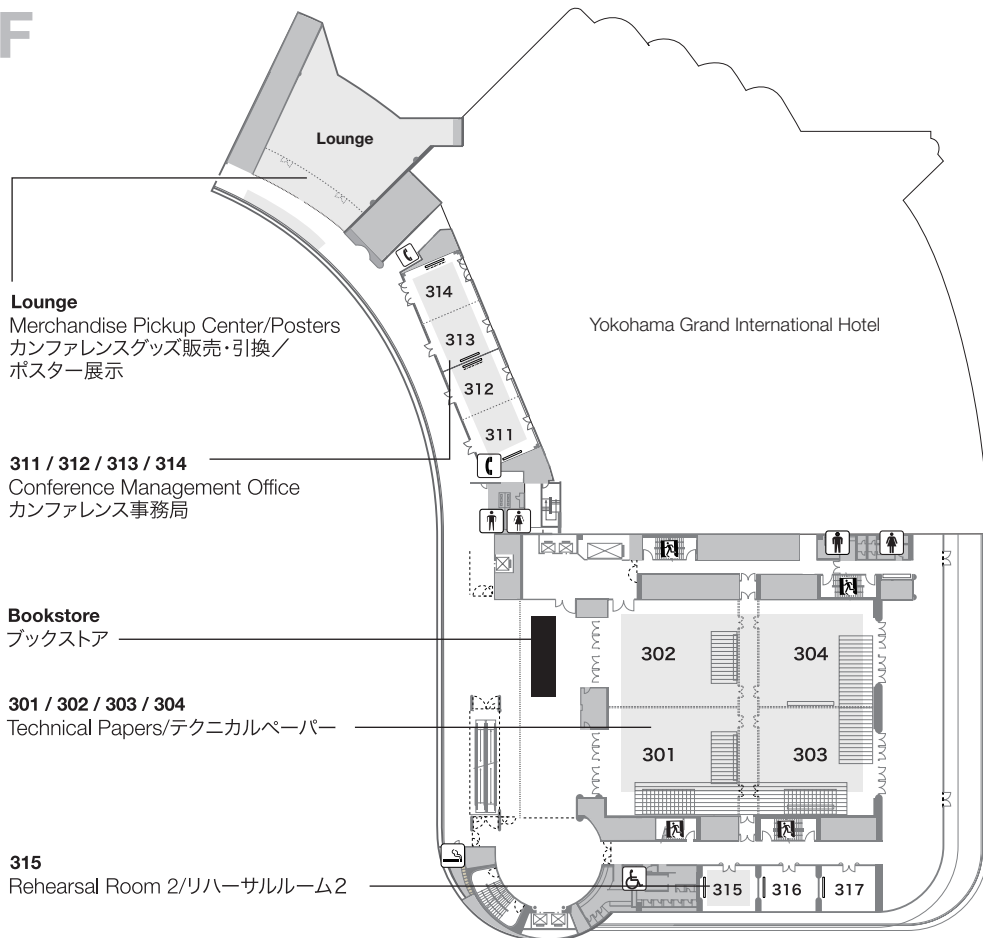 F
Lounge
314
313
312
311
Yokohama Grand International Hotel
Lounge
Merchandise Pickup Center/Posters
カンファレンスグッズ販売・引換／
ポスター展示
311 / 312 / 313 / 314
Conference Management Office
カンファレンス事務局
Bookstore
ブックストア
302
304
301 / 302 / 303 / 304
Technical Papers/テクニカルペーパー
301
303
315
Rehearsal Room 2/リハーサルルーム2
315
316
317